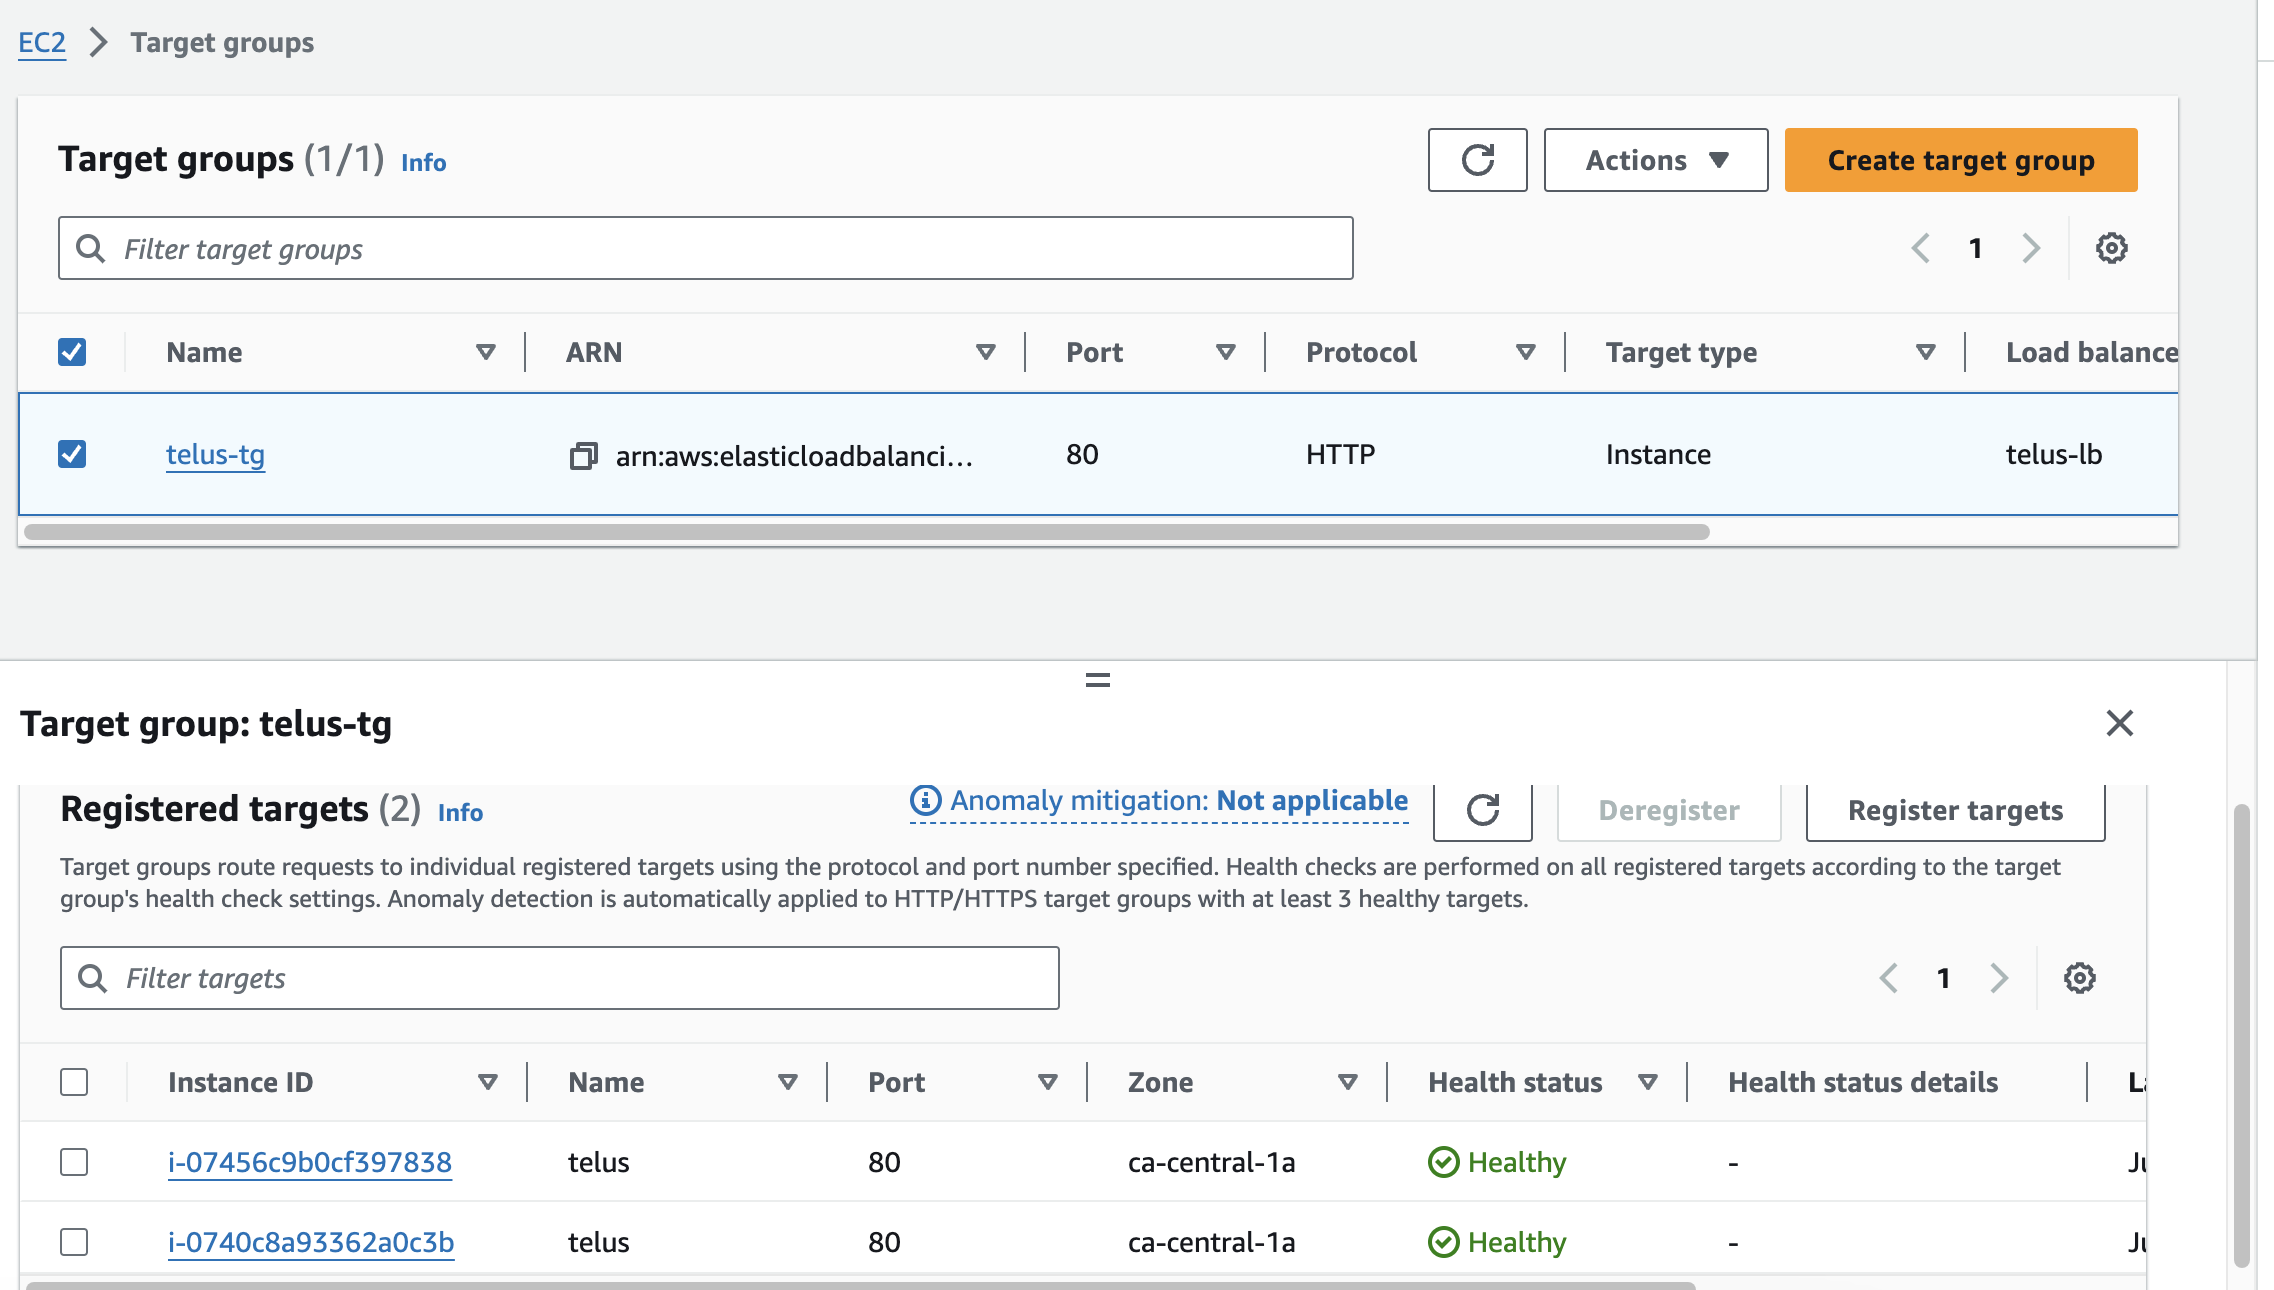 EC2 > Target groups
Target groups (1/1) Info
Actions
Create target group
Filter target groups
1
Name ARN Port Protocol Target type Load balance
telus-tg arn:aws:elasticloadbalanci... 80 HTTP Instance telus-lb
Target group: telus-tg
Registered targets (2) Info
Anomaly mitigation: Not applicable
Deregister
Register targets
Target groups route requests to individual registered targets using the protocol and port number specified. Health checks are performed on all registered targets according to the target
group's health check settings. Anomaly detection is automatically applied to HTTP/HTTPS target groups with at least 3 healthy targets.
Filter targets
1
Instance ID Name Port Zone Health status Health status details
i-07456c9b0cf397838 telus 80 ca-central-1a Healthy -
i-0740c8a93362a0c3b telus 80 ca-central-1a Healthy -